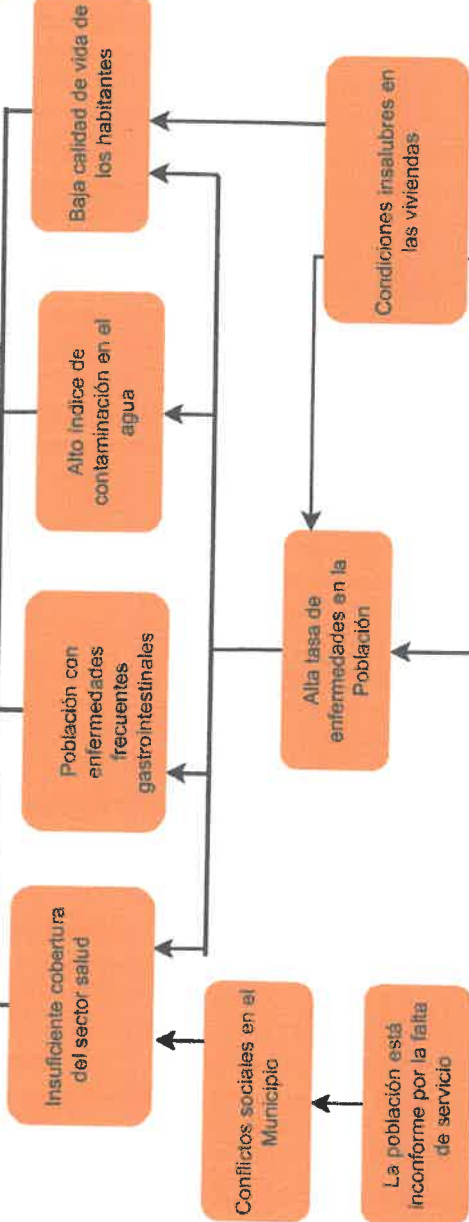 Insuficiente cobertura
del sector salud
Población con
enfermedades
frecuentes
gastrointestinales
Alto índice de
contaminación en el
agua
Baja calidad de vida de
los habitantes
Conflictos sociales en el
Municipio
Alta tasa de
enfermedades en la
Población
Condiciones insalubres en
las viviendas
La población está
inconforme por la falta
de servicio